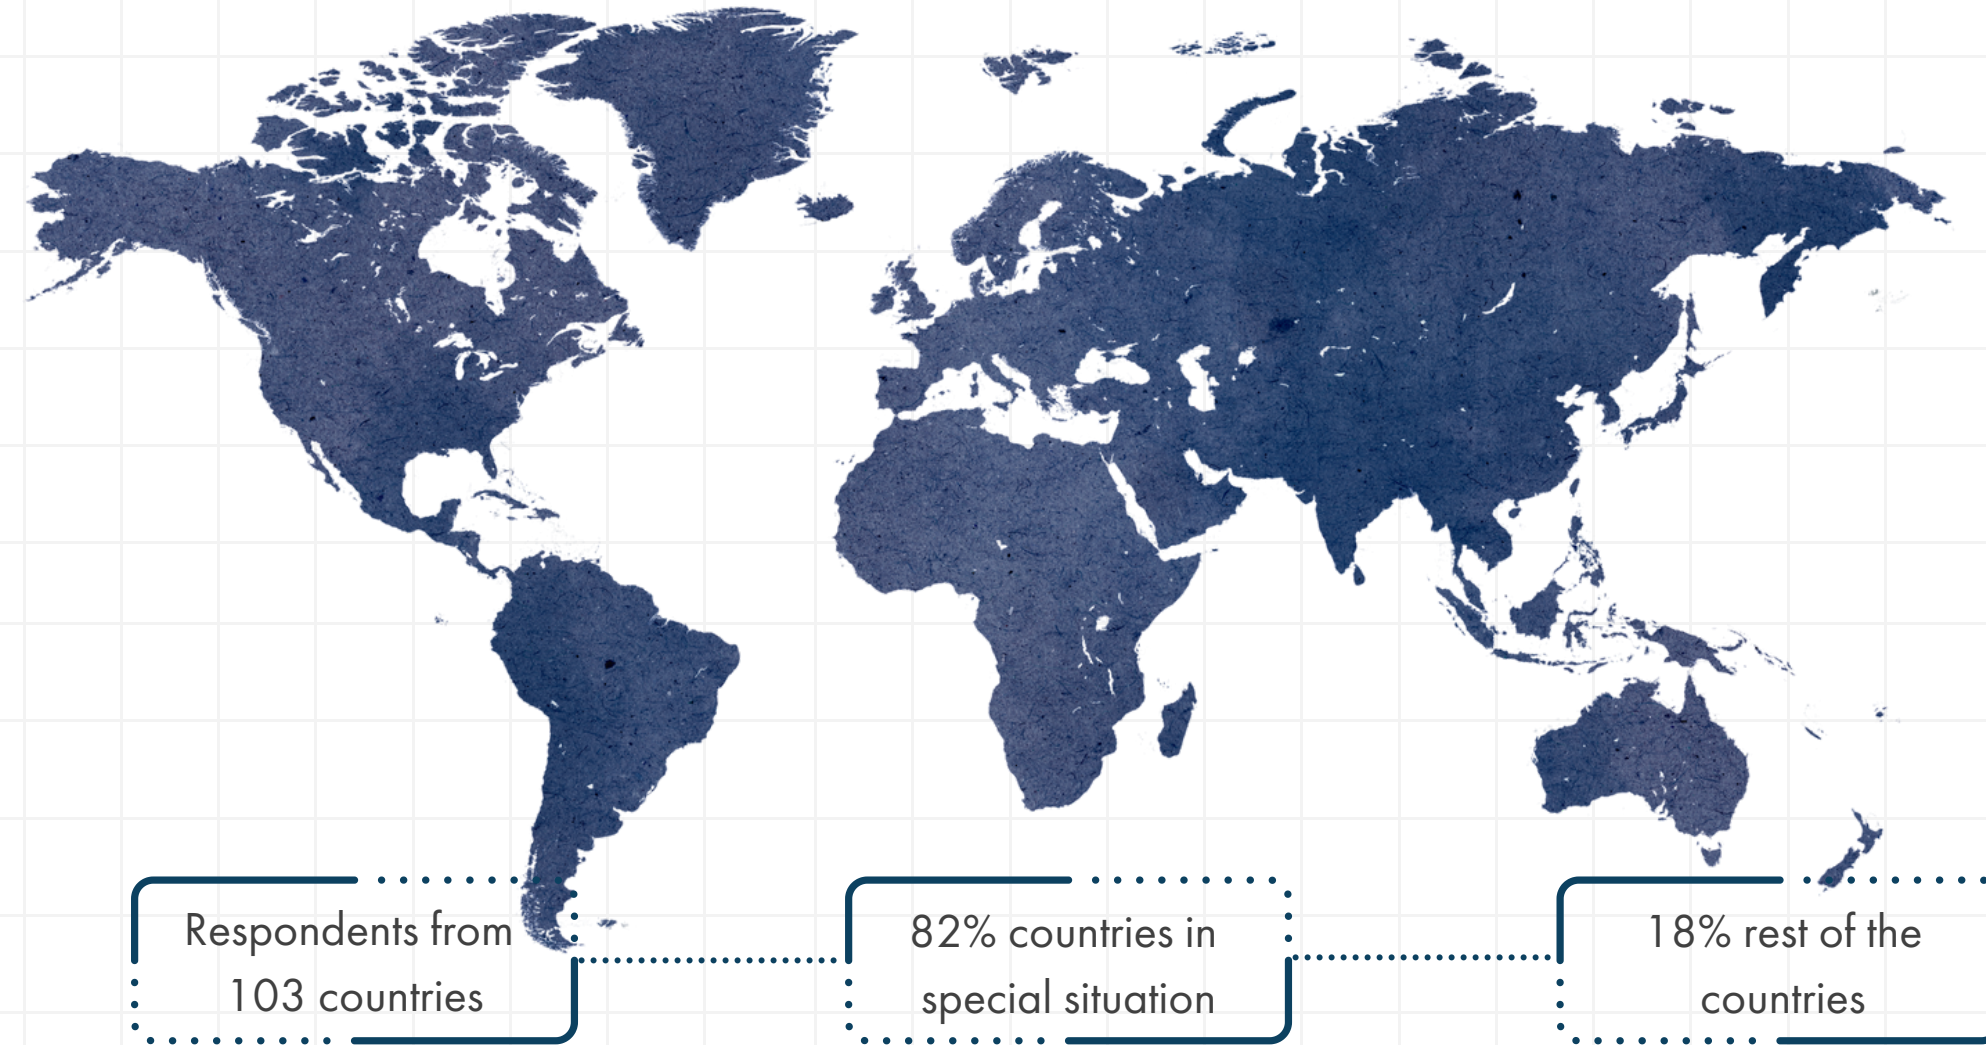 Respondents from
103 countries
82% countries in
special situation
18% rest of the
countries